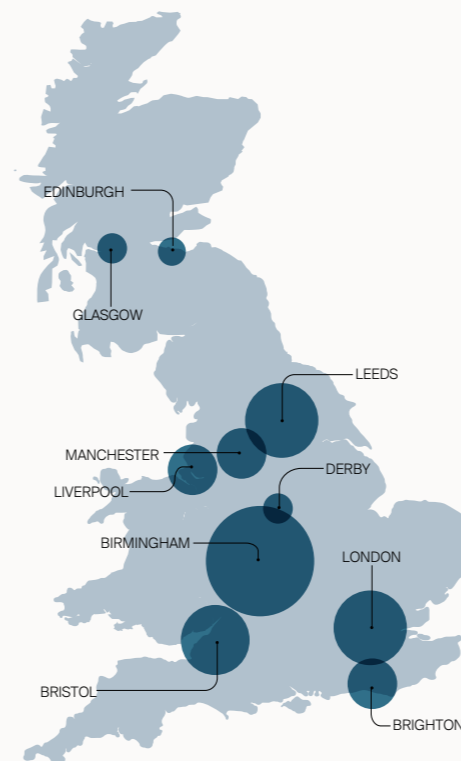 EDINBURGH
GLASGOW
LEEDS
MANCHESTER
DERBY
LIVERPOOL
BIRMINGHAM
LONDON
BRISTOL
BRIGHTON